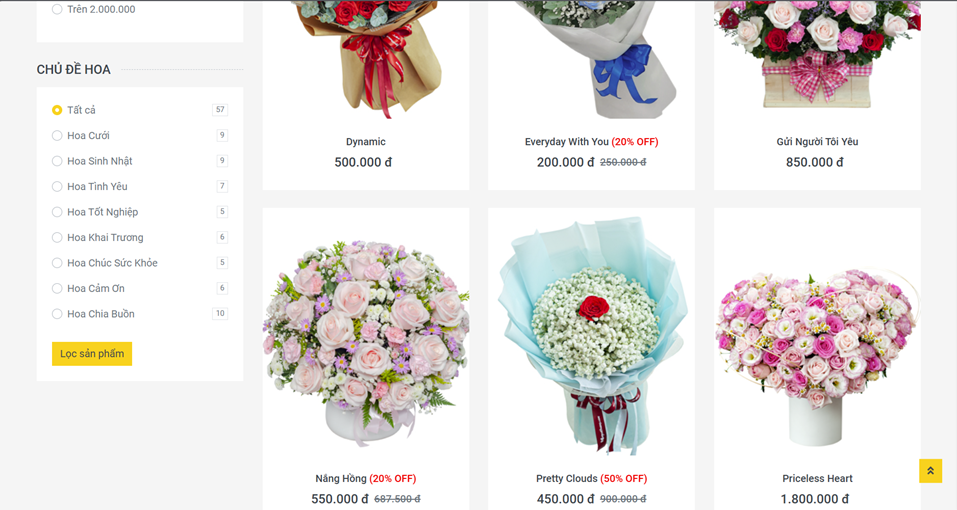 Trên 2.000.000
CHỦ ĐỀ HOA
Tất cả 57
Hoa Cưới 9
Hoa Sinh Nhật 9
Hoa Tình Yêu 7
Hoa Tốt Nghiệp 5
Hoa Khai Trương 6
Hoa Chúc Sức Khỏe 5
Hoa Cảm Ơn 6
Hoa Chia Buồn 10
Lọc sản phẩm
Dynamic
500.000 đ
Everyday With You (20% OFF)
200.000 đ 250.000 đ
Gửi Người Tôi Yêu
850.000 đ
Nắng Hồng (20% OFF)
550.000 đ 687.500 đ
Pretty Clouds (50% OFF)
450.000 đ 900.000 đ
Priceless Heart
1.800.000 đ